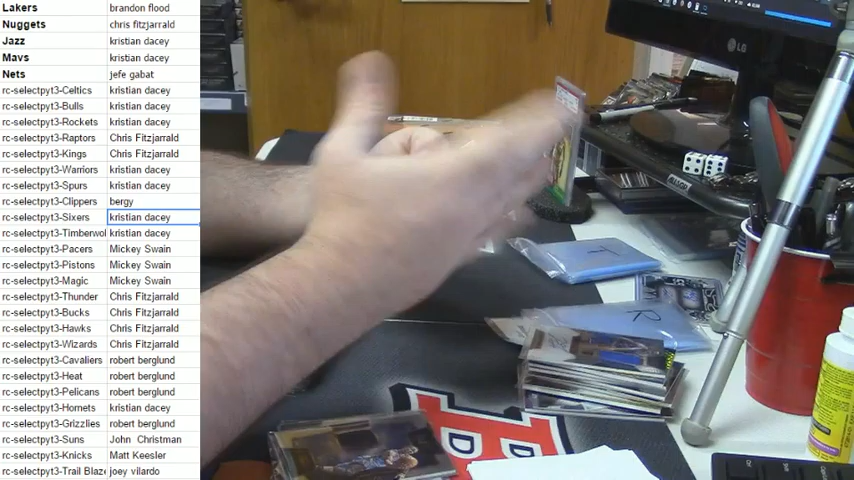 Lakers brandon flood
Nuggets chris fitzjarrald
Jazz kristian dacey
Mavs kristian dacey
Nets jefe gabat
rc-selectpyt3-Celtics kristian dacey
rc-selectpyt3-Bulls kristian dacey
rc-selectpyt3-Rockets kristian dacey
rc-selectpyt3-Raptors Chris Fitzjarrald
rc-selectpyt3-Kings Chris Fitzjarrald
rc-selectpyt3-Warriors kristian dacey
rc-selectpyt3-Spurs kristian dacey
rc-selectpyt3-Clippers bergy
rc-selectpyt3-Sixers kristian dacey
rc-selectpyt3-Timberwol kristian dacey
rc-selectpyt3-Pacers Mickey Swain
rc-selectpyt3-Pistons Mickey Swain
rc-selectpyt3-Magic Mickey Swain
rc-selectpyt3-Thunder Chris Fitzjarrald
rc-selectpyt3-Bucks Chris Fitzjarrald
rc-selectpyt3-Hawks Chris Fitzjarrald
rc-selectpyt3-Wizards Chris Fitzjarrald
rc-selectpyt3-Cavaliers robert berglund
rc-selectpyt3-Heat robert berglund
rc-selectpyt3-Pelicans robert berglund
rc-selectpyt3-Hornets kristian dacey
rc-selectpyt3-Grizzlies robert berglund
rc-selectpyt3-Suns John Christman
rc-selectpyt3-Knicks Matt Keesler
rc-selectpyt3-Trail Blaze joey vilardo
LG
ALLSOP
T
R
D
D